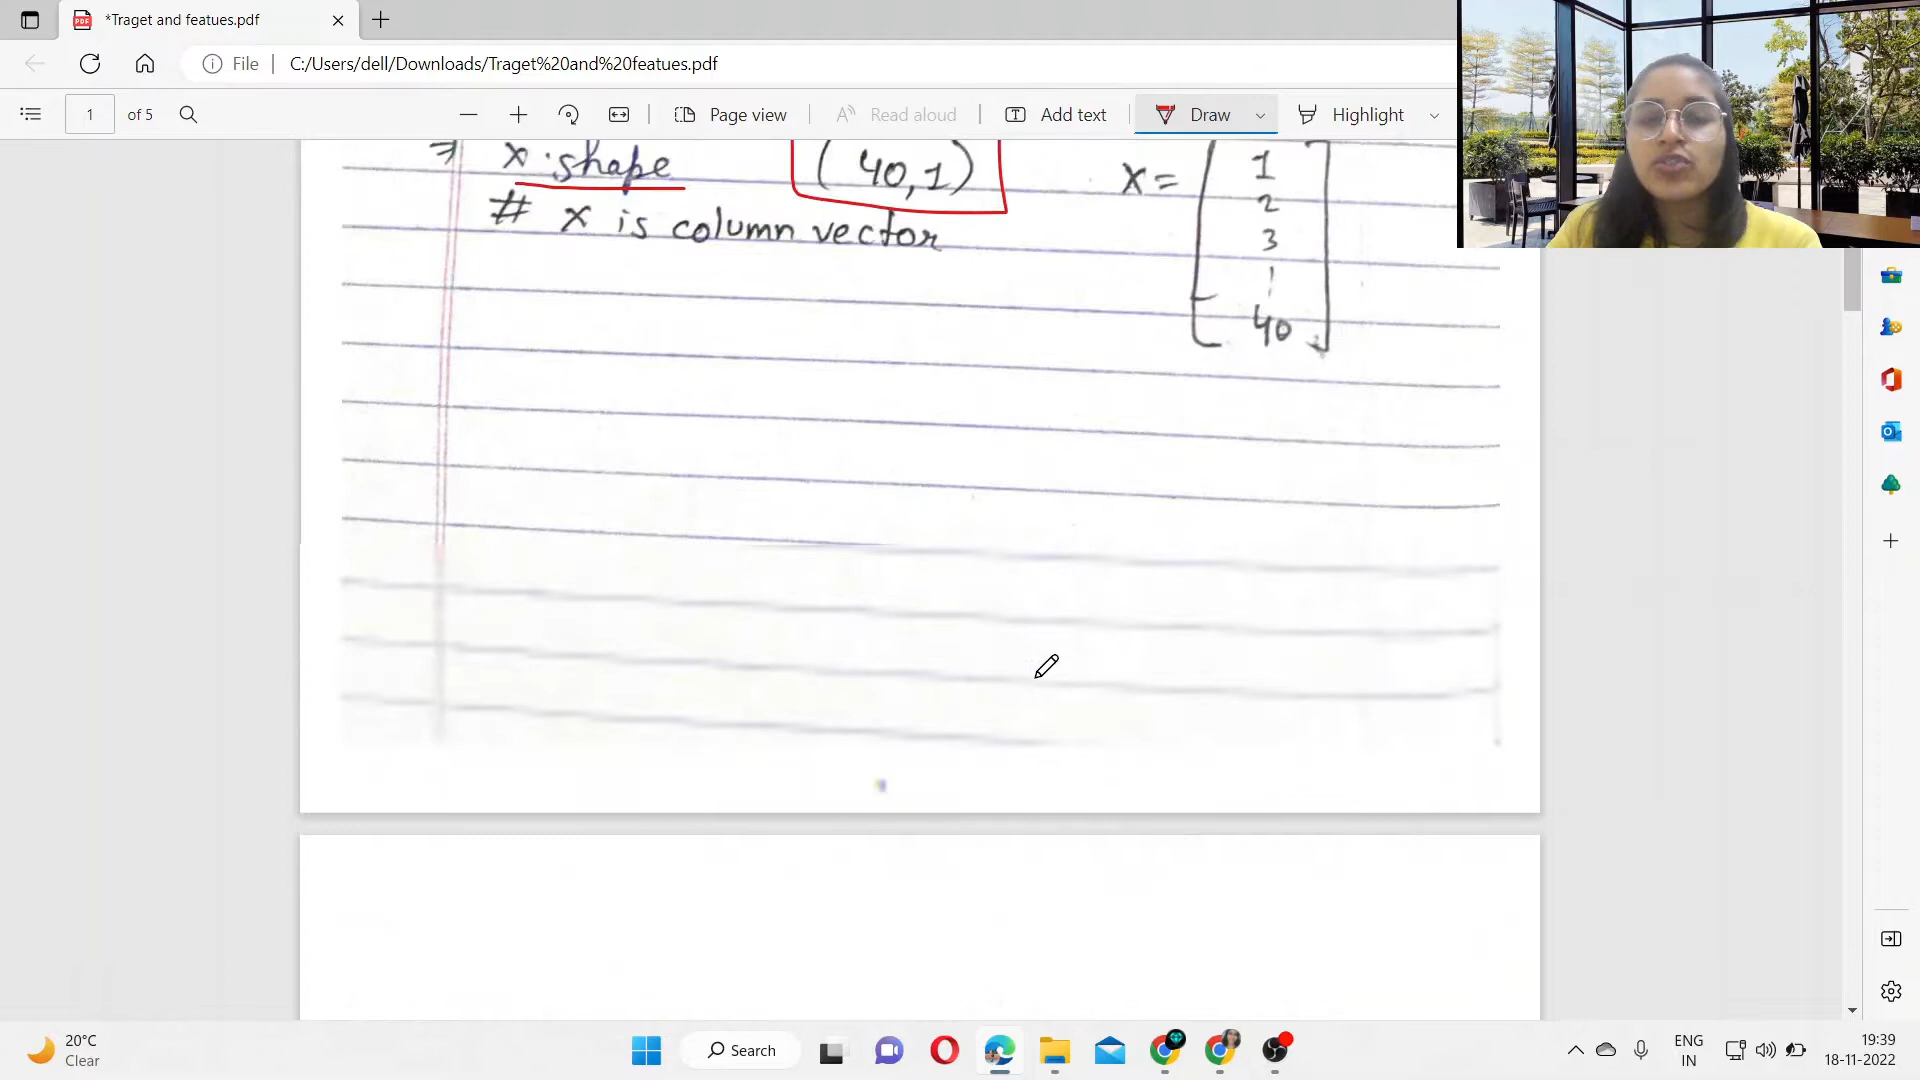 *Traget and featues.pdf
File
C:/Users/dell/Downloads/Traget%20and%20featues.pdf
1 of 5
Page view
Read aloud
Add text
Draw
Highlight
→ x.shape (40,1) x = [1
2
3
40]
# x is column vector
20°C
Clear
Search
ENG
IN
19:39
18-11-2022